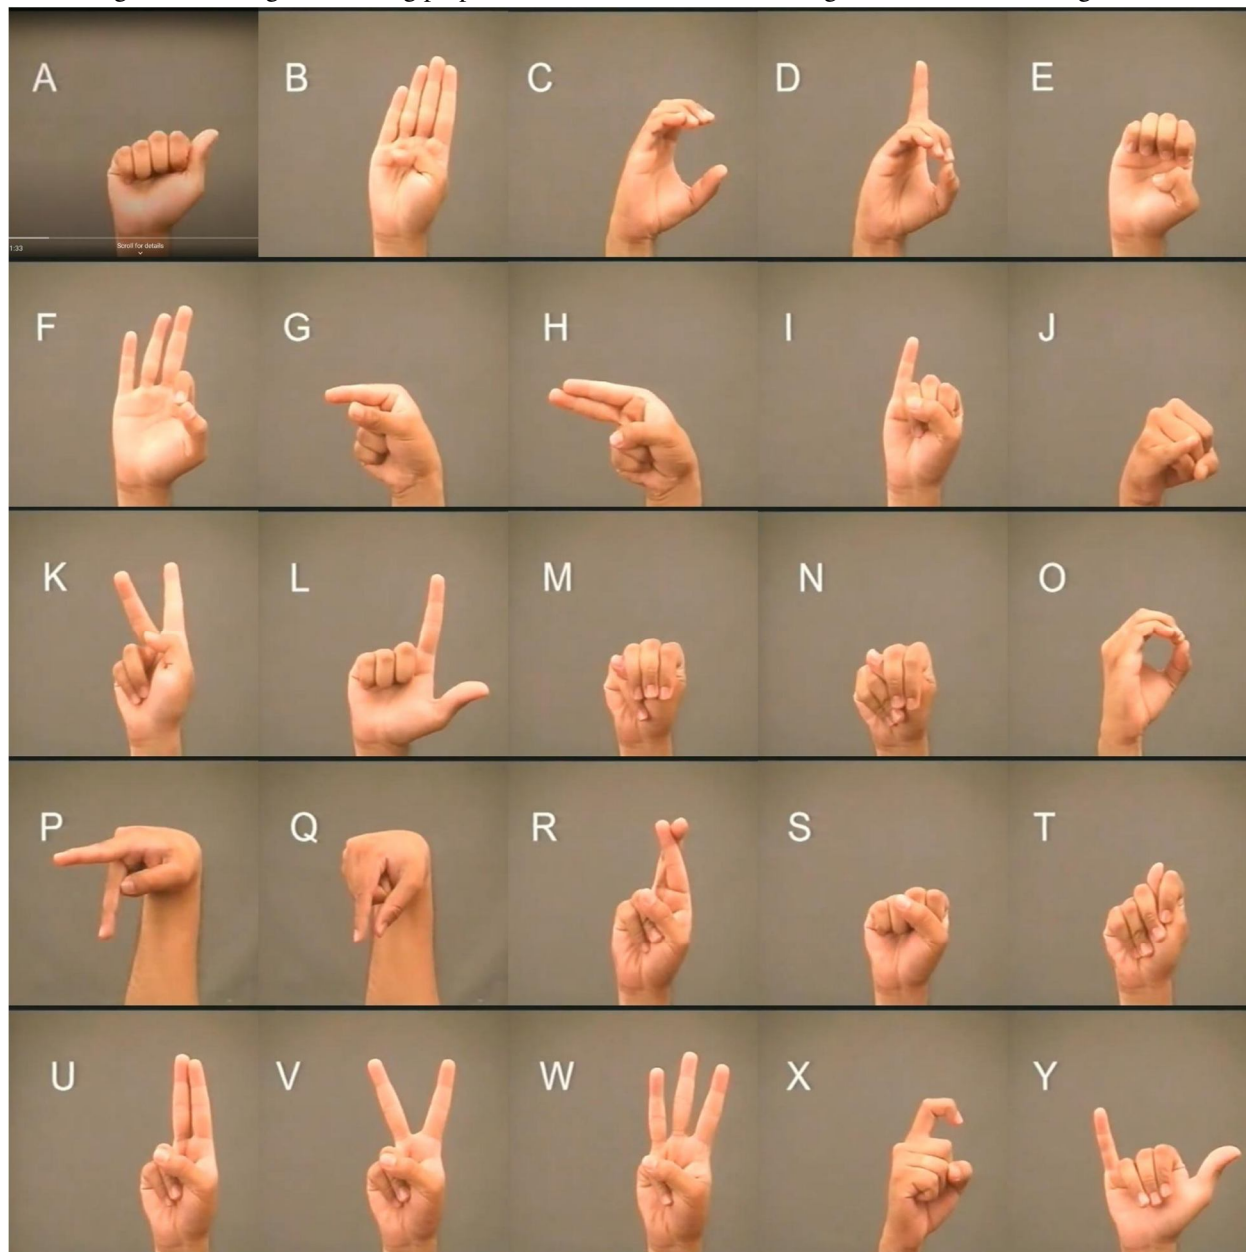 A B C D E
1:33 Scroll for details
F G H I J
K L M N O
P Q R S T
U V W X Y